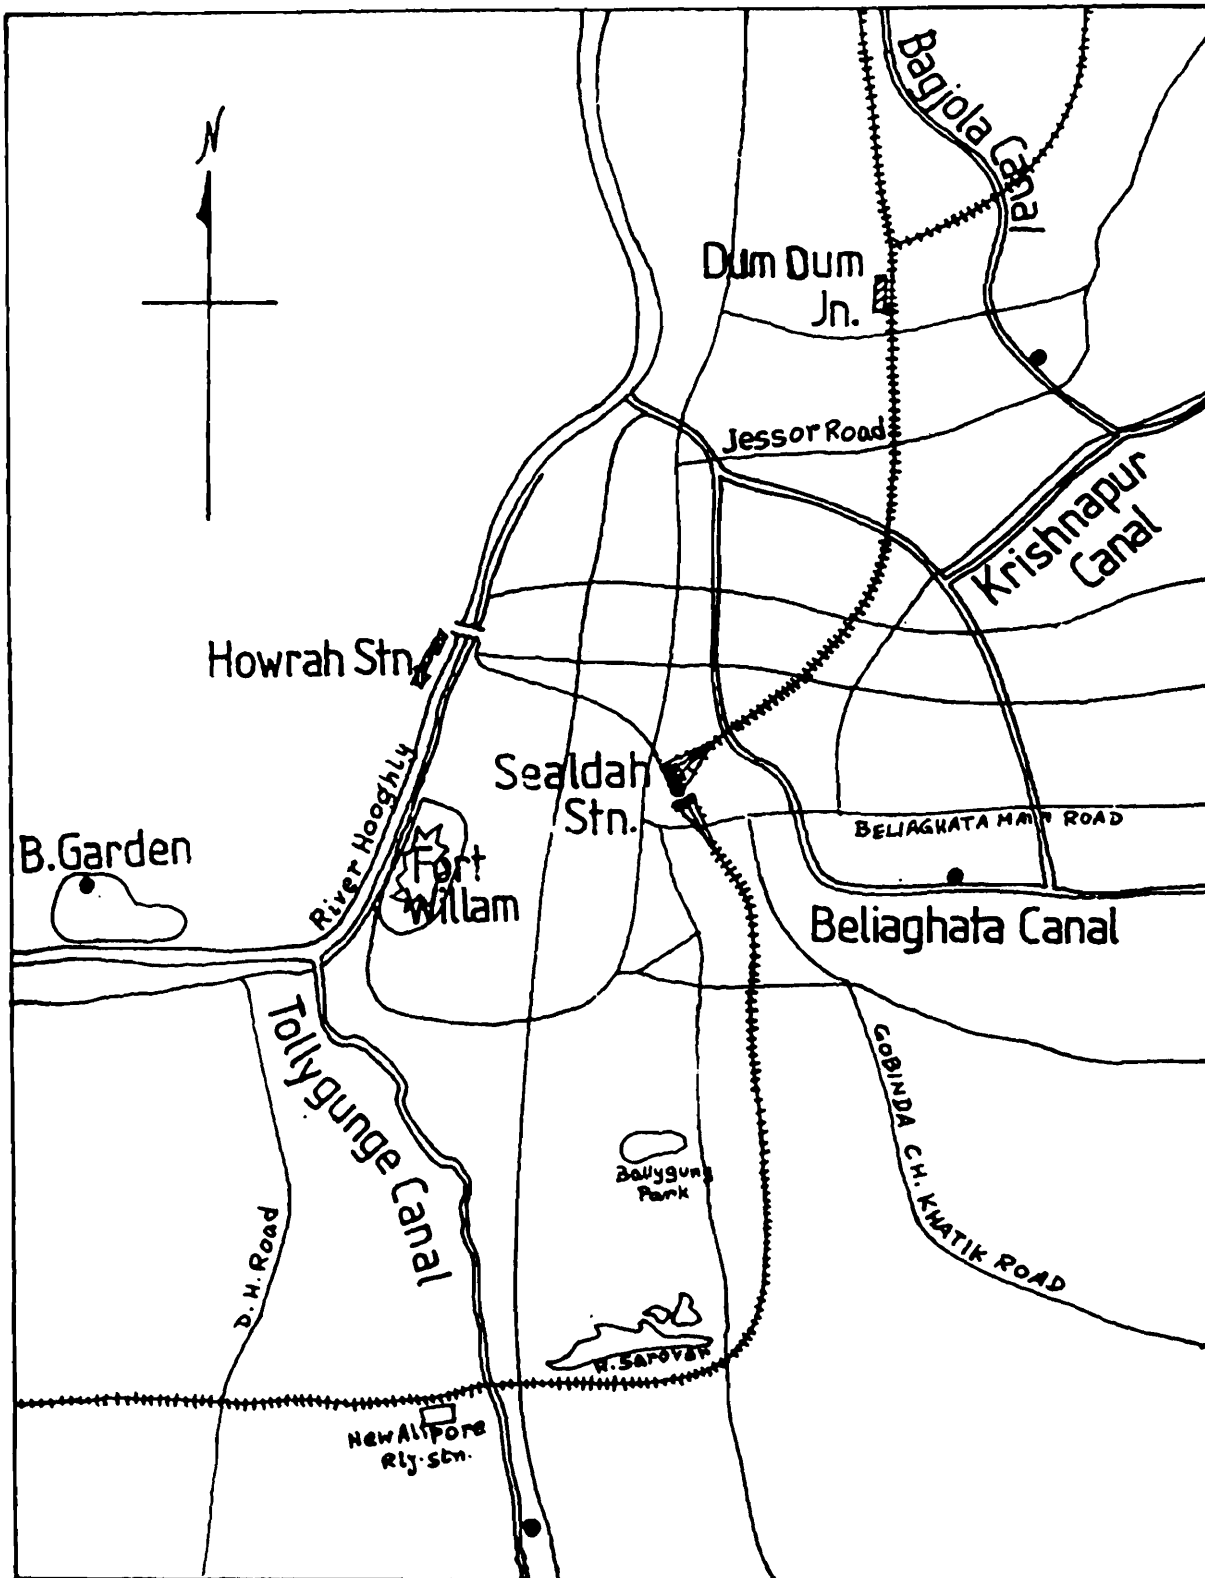 N
Bagjola Canal
Dum Dum
Jn.
Jessor Road
Krishnapur
Canal
Howrah Stn
River Hooghly
Sealdah
Stn.
BELIAGHATA MAIN ROAD
B.Garden
Fort
Willam
Beliaghata Canal
Tollygunge Canal
GOBINDA CH. KHATIK ROAD
Ballygung
Park
D. H. Road
R. Sarovar
New Alipore
Rly. Stn.